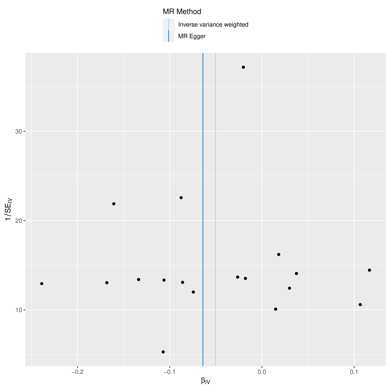 MR Method
Inverse variance weighted
MR Egger
30
20
10
1/SE_IV
−0.2
−0.1
0.0
0.1
β_IV